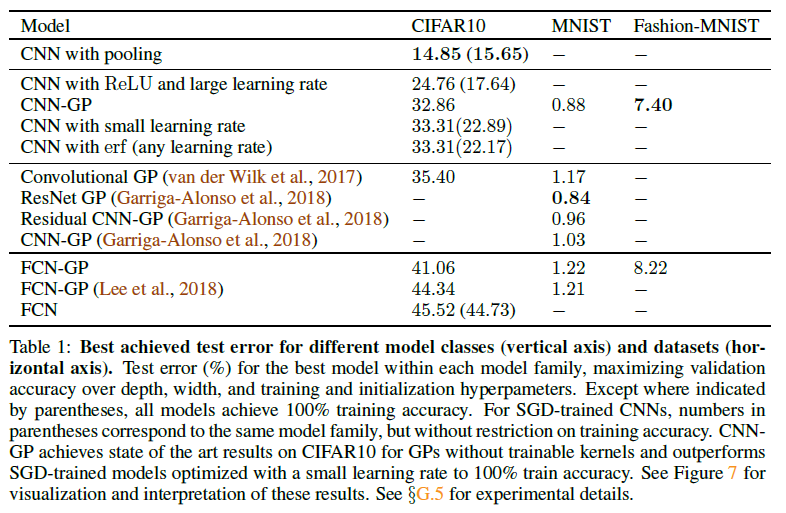 Model CIFAR10 MNIST Fashion-MNIST
CNN with pooling 14.85 (15.65) − −
CNN with ReLU and large learning rate 24.76 (17.64) − −
CNN-GP 32.86 0.88 7.40
CNN with small learning rate 33.31(22.89) − −
CNN with erf (any learning rate) 33.31(22.17) − −
Convolutional GP (van der Wilk et al., 2017) 35.40 1.17 −
ResNet GP (Garriga-Alonso et al., 2018) − 0.84 −
Residual CNN-GP (Garriga-Alonso et al., 2018) − 0.96 −
CNN-GP (Garriga-Alonso et al., 2018) − 1.03 −
FCN-GP 41.06 1.22 8.22
FCN-GP (Lee et al., 2018) 44.34 1.21 −
FCN 45.52 (44.73) − −
Table 1: Best achieved test error for different model classes (vertical axis) and datasets (hor-
izontal axis). Test error (%) for the best model within each model family, maximizing validation
accuracy over depth, width, and training and initialization hyperpameters. Except where indicated
by parentheses, all models achieve 100% training accuracy. For SGD-trained CNNs, numbers in
parentheses correspond to the same model family, but without restriction on training accuracy. CNN-
GP achieves state of the art results on CIFAR10 for GPs without trainable kernels and outperforms
SGD-trained models optimized with a small learning rate to 100% train accuracy. See Figure 7 for
visualization and interpretation of these results. See §G.5 for experimental details.